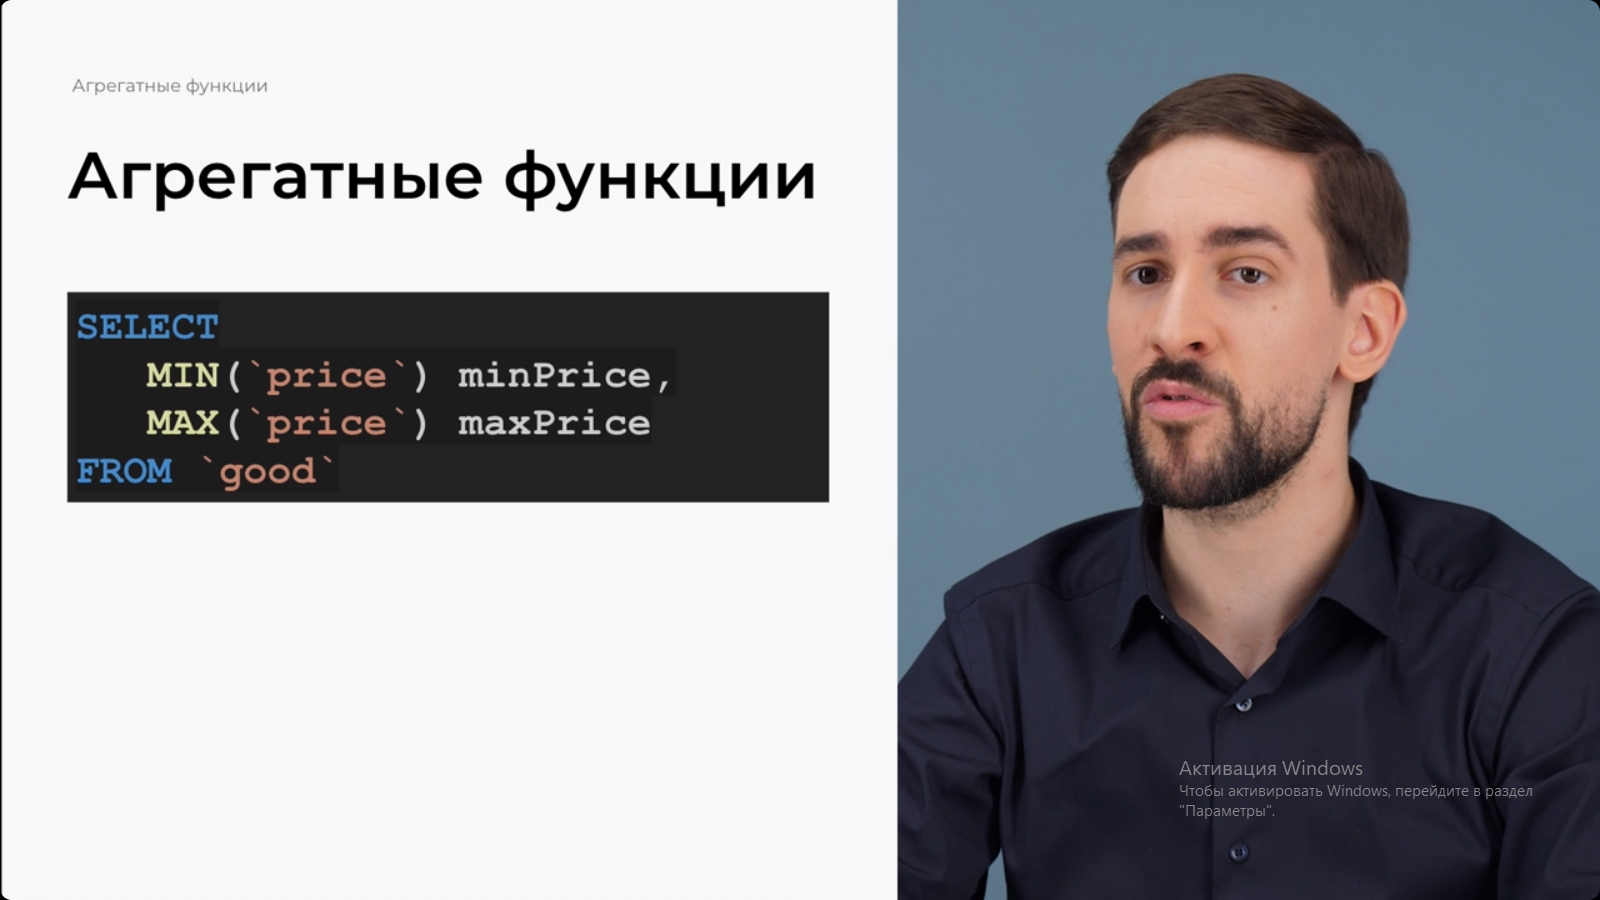 Агрегатные функции
Агрегатные функции
SELECT
MIN(`price`) minPrice,
MAX(`price`) maxPrice
FROM `good`
Активация Windows
Чтобы активировать Windows, перейдите в раздел
"Параметры".